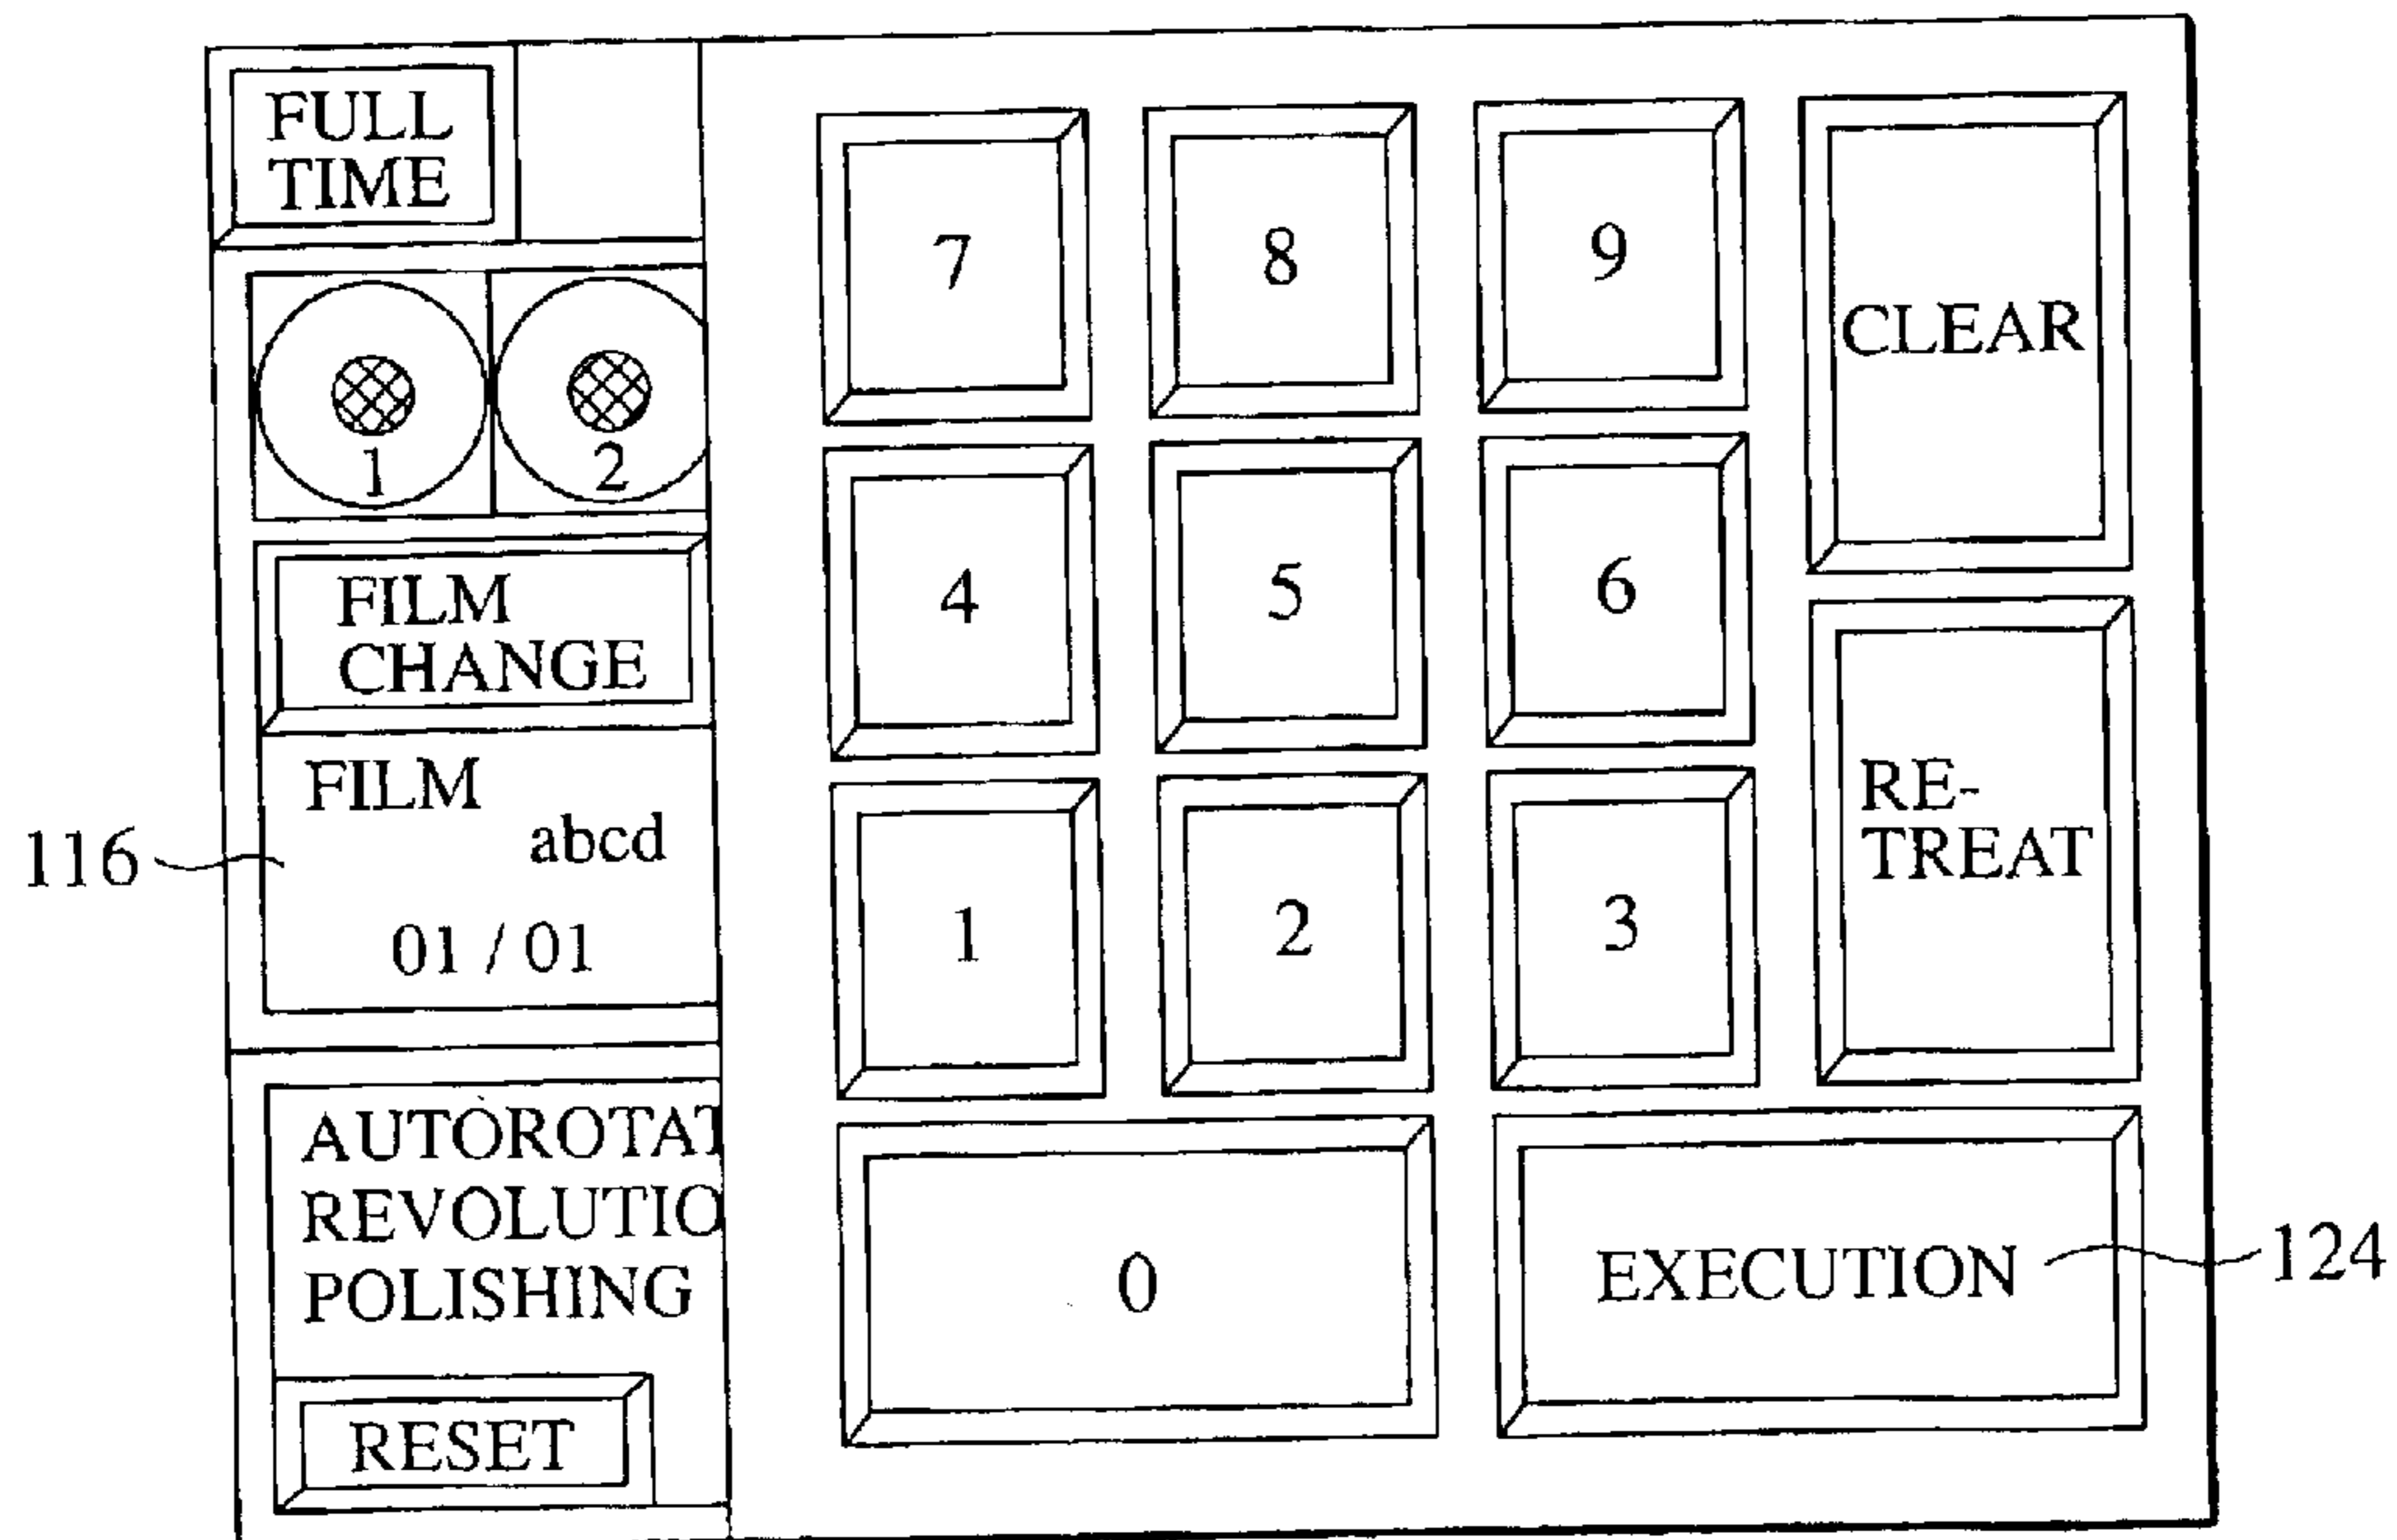 FULL
TIME
1
2
FILM
CHANGE
FILM
abcd
01 / 01
116
AUTOROTAT
REVOLUTIO
POLISHING
RESET
7
8
9
CLEAR
4
5
6
RE-
TREAT
1
2
3
0
EXECUTION
124